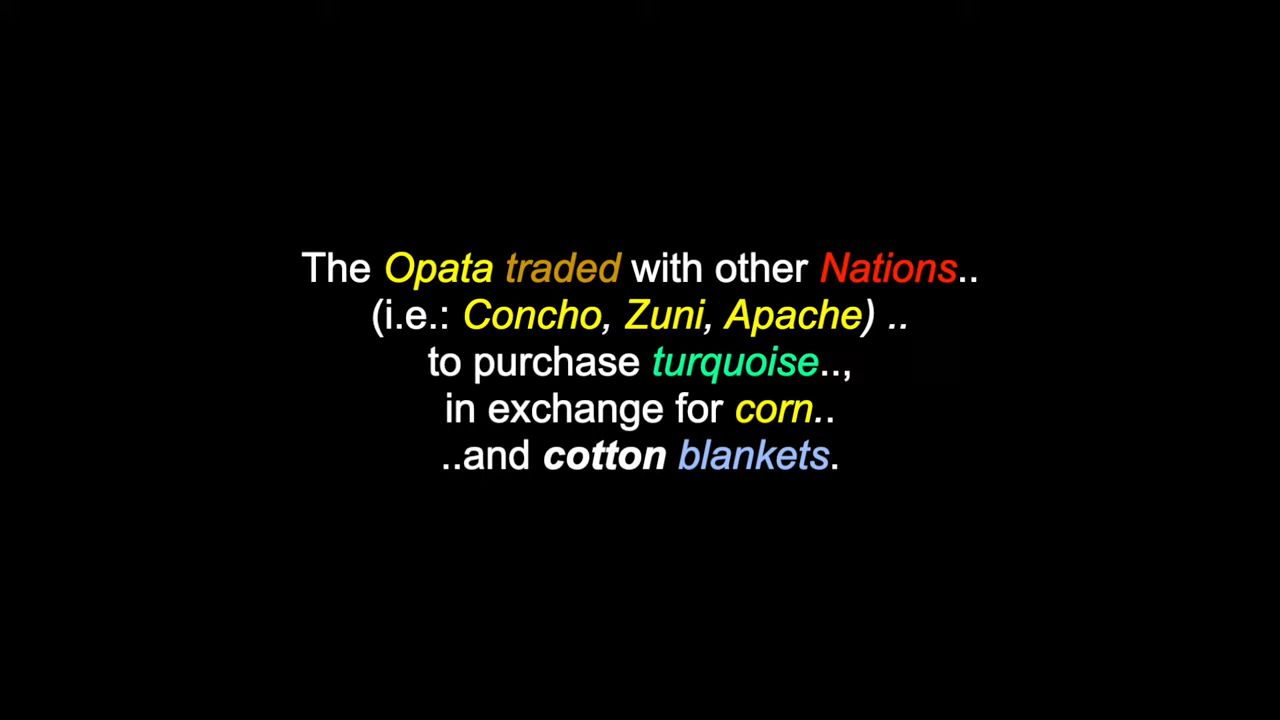 The Opata traded with other Nations..
(i.e.: Concho, Zuni, Apache) ..
to purchase turquoise..,
in exchange for corn..
..and cotton blankets.